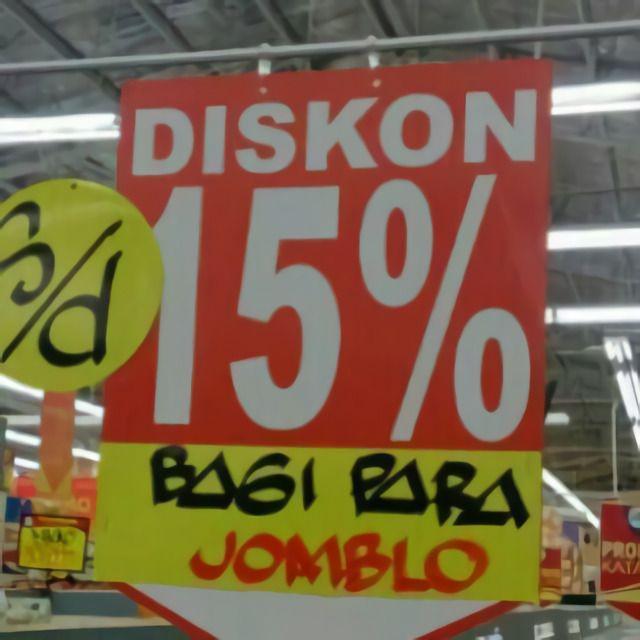 DISKON
s/d
15%
BAGI PARA
JOMBLO